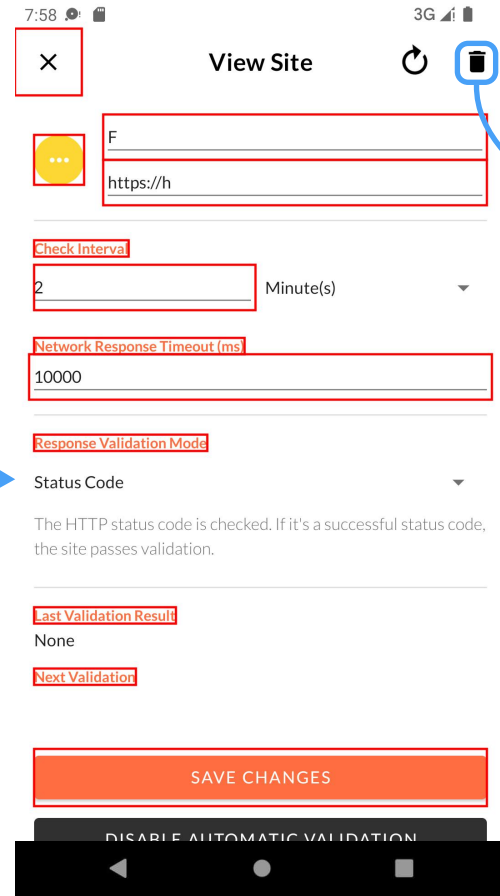 7:58
3G
View Site
F
https://h
Check Interval
2
Minute(s)
Network Response Timeout (ms)
10000
Response Validation Mode
Status Code
The HTTP status code is checked. If it's a successful status code,
the site passes validation.
Last Validation Result
None
Next Validation
SAVE CHANGES
DISABLE AUTOMATIC VALIDATION